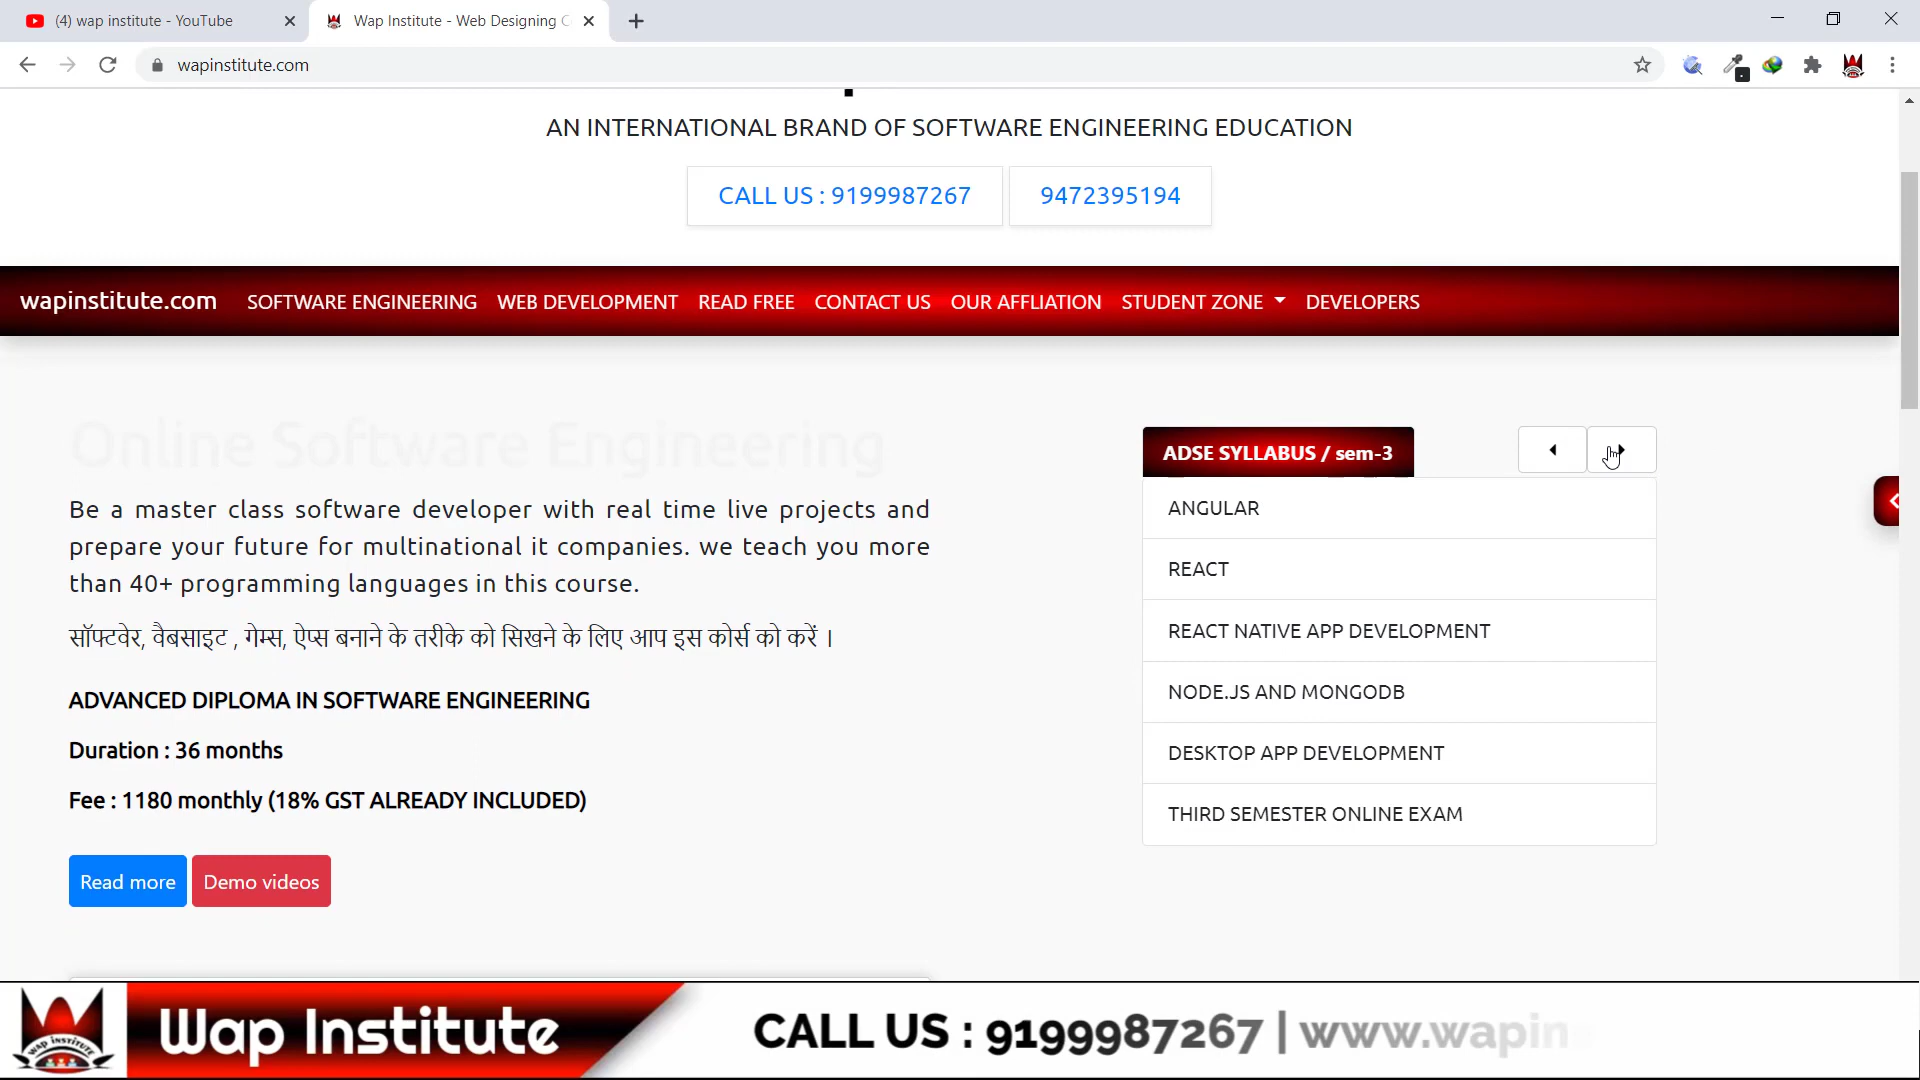 (4) wap institute - YouTube
Wap Institute - Web Designing C
wapinstitute.com
AN INTERNATIONAL BRAND OF SOFTWARE ENGINEERING EDUCATION
CALL US : 9199987267
9472395194
wapinstitute.com SOFTWARE ENGINEERING WEB DEVELOPMENT READ FREE CONTACT US OUR AFFLIATION STUDENT ZONE DEVELOPERS
Online Software Engineering
Be a master class software developer with real time live projects and
prepare your future for multinational it companies. we teach you more
than 40+ programming languages in this course.
सॉफ्टवेर, वैबसाइट , गेम्स, ऐप्स बनाने के तरीके को सिखने के लिए आप इस कोर्स को करें ।
ADVANCED DIPLOMA IN SOFTWARE ENGINEERING
Duration : 36 months
Fee : 1180 monthly (18% GST ALREADY INCLUDED)
Read more
Demo videos
ADSE SYLLABUS / sem-3
ANGULAR
REACT
REACT NATIVE APP DEVELOPMENT
NODE.JS AND MONGODB
DESKTOP APP DEVELOPMENT
THIRD SEMESTER ONLINE EXAM
WAP INSTITUTE
Wap Institute
CALL US : 9199987267 | www.wapins